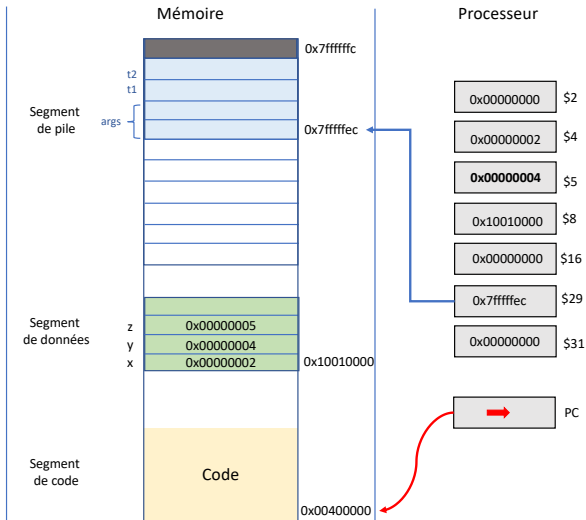 Mémoire
Processeur
0x7ffffffc
t2
t1
Segment
de pile
args
0x7fffffec
0x00000000 $2
0x00000002 $4
0x00000004 $5
0x10010000 $8
0x00000000 $16
0x7fffffec $29
0x00000000 $31
Segment
de données
z 0x00000005
y 0x00000004
x 0x00000002 0x10010000
PC
Segment
de code
Code
0x00400000